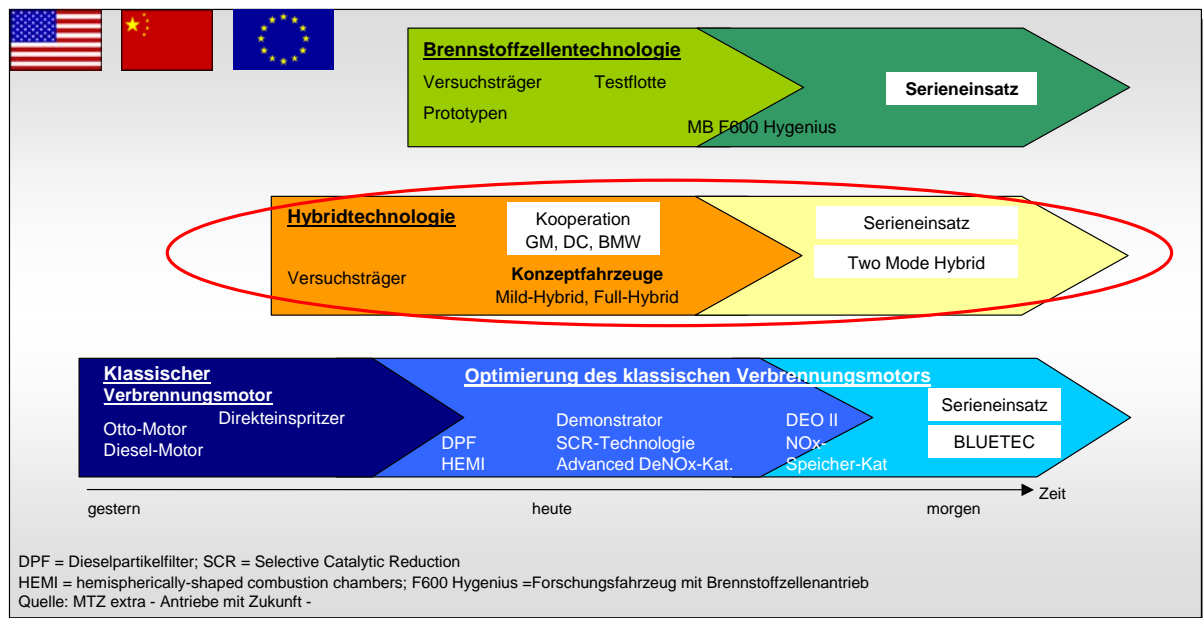 Brennstoffzellentechnologie
Versuchsträger Testflotte
Prototypen
MB F600 Hygenius
Serieneinsatz
Hybridtechnologie
Kooperation
GM, DC, BMW
Versuchsträger
Konzeptfahrzeuge
Mild-Hybrid, Full-Hybrid
Serieneinsatz
Two Mode Hybrid
Klassischer
Verbrennungsmotor
Direkteinspritzer
Otto-Motor
Diesel-Motor
Optimierung des klassischen Verbrennungsmotors
Demonstrator DEO II
DPF SCR-Technologie NOx-
HEMI Advanced DeNOx-Kat. Speicher-Kat
Serieneinsatz
BLUETEC
Zeit
gestern heute morgen
DPF = Dieselpartikelfilter; SCR = Selective Catalytic Reduction
HEMI = hemispherically-shaped combustion chambers; F600 Hygenius =Forschungsfahrzeug mit Brennstoffzellenantrieb
Quelle: MTZ extra - Antriebe mit Zukunft -